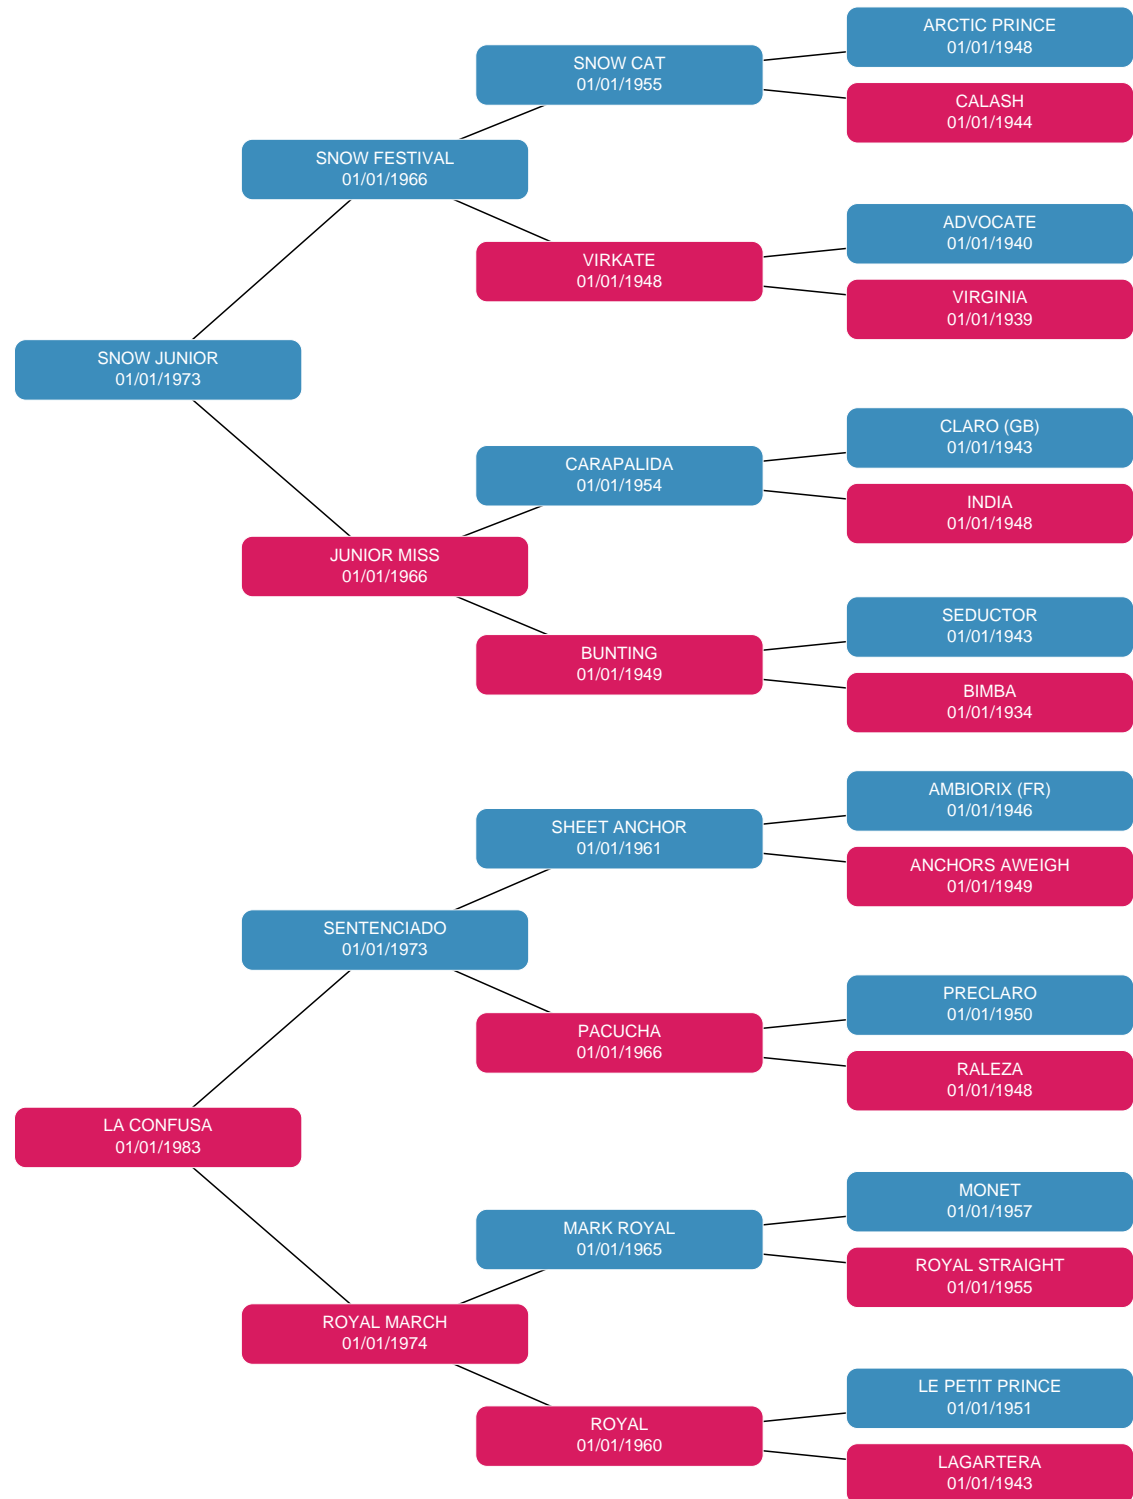 ARCTIC PRINCE
01/01/1948
SNOW CAT
01/01/1955
CALASH
01/01/1944
SNOW FESTIVAL
01/01/1966
ADVOCATE
01/01/1940
VIRKATE
01/01/1948
VIRGINIA
01/01/1939
SNOW JUNIOR
01/01/1973
CLARO (GB)
01/01/1943
CARAPALIDA
01/01/1954
INDIA
01/01/1948
JUNIOR MISS
01/01/1966
SEDUCTOR
01/01/1943
BUNTING
01/01/1949
BIMBA
01/01/1934
AMBIORIX (FR)
01/01/1946
SHEET ANCHOR
01/01/1961
ANCHORS AWEIGH
01/01/1949
SENTENCIADO
01/01/1973
PRECLARO
01/01/1950
PACUCHA
01/01/1966
RALEZA
01/01/1948
LA CONFUSA
01/01/1983
MONET
01/01/1957
MARK ROYAL
01/01/1965
ROYAL STRAIGHT
01/01/1955
ROYAL MARCH
01/01/1974
LE PETIT PRINCE
01/01/1951
ROYAL
01/01/1960
LAGARTERA
01/01/1943